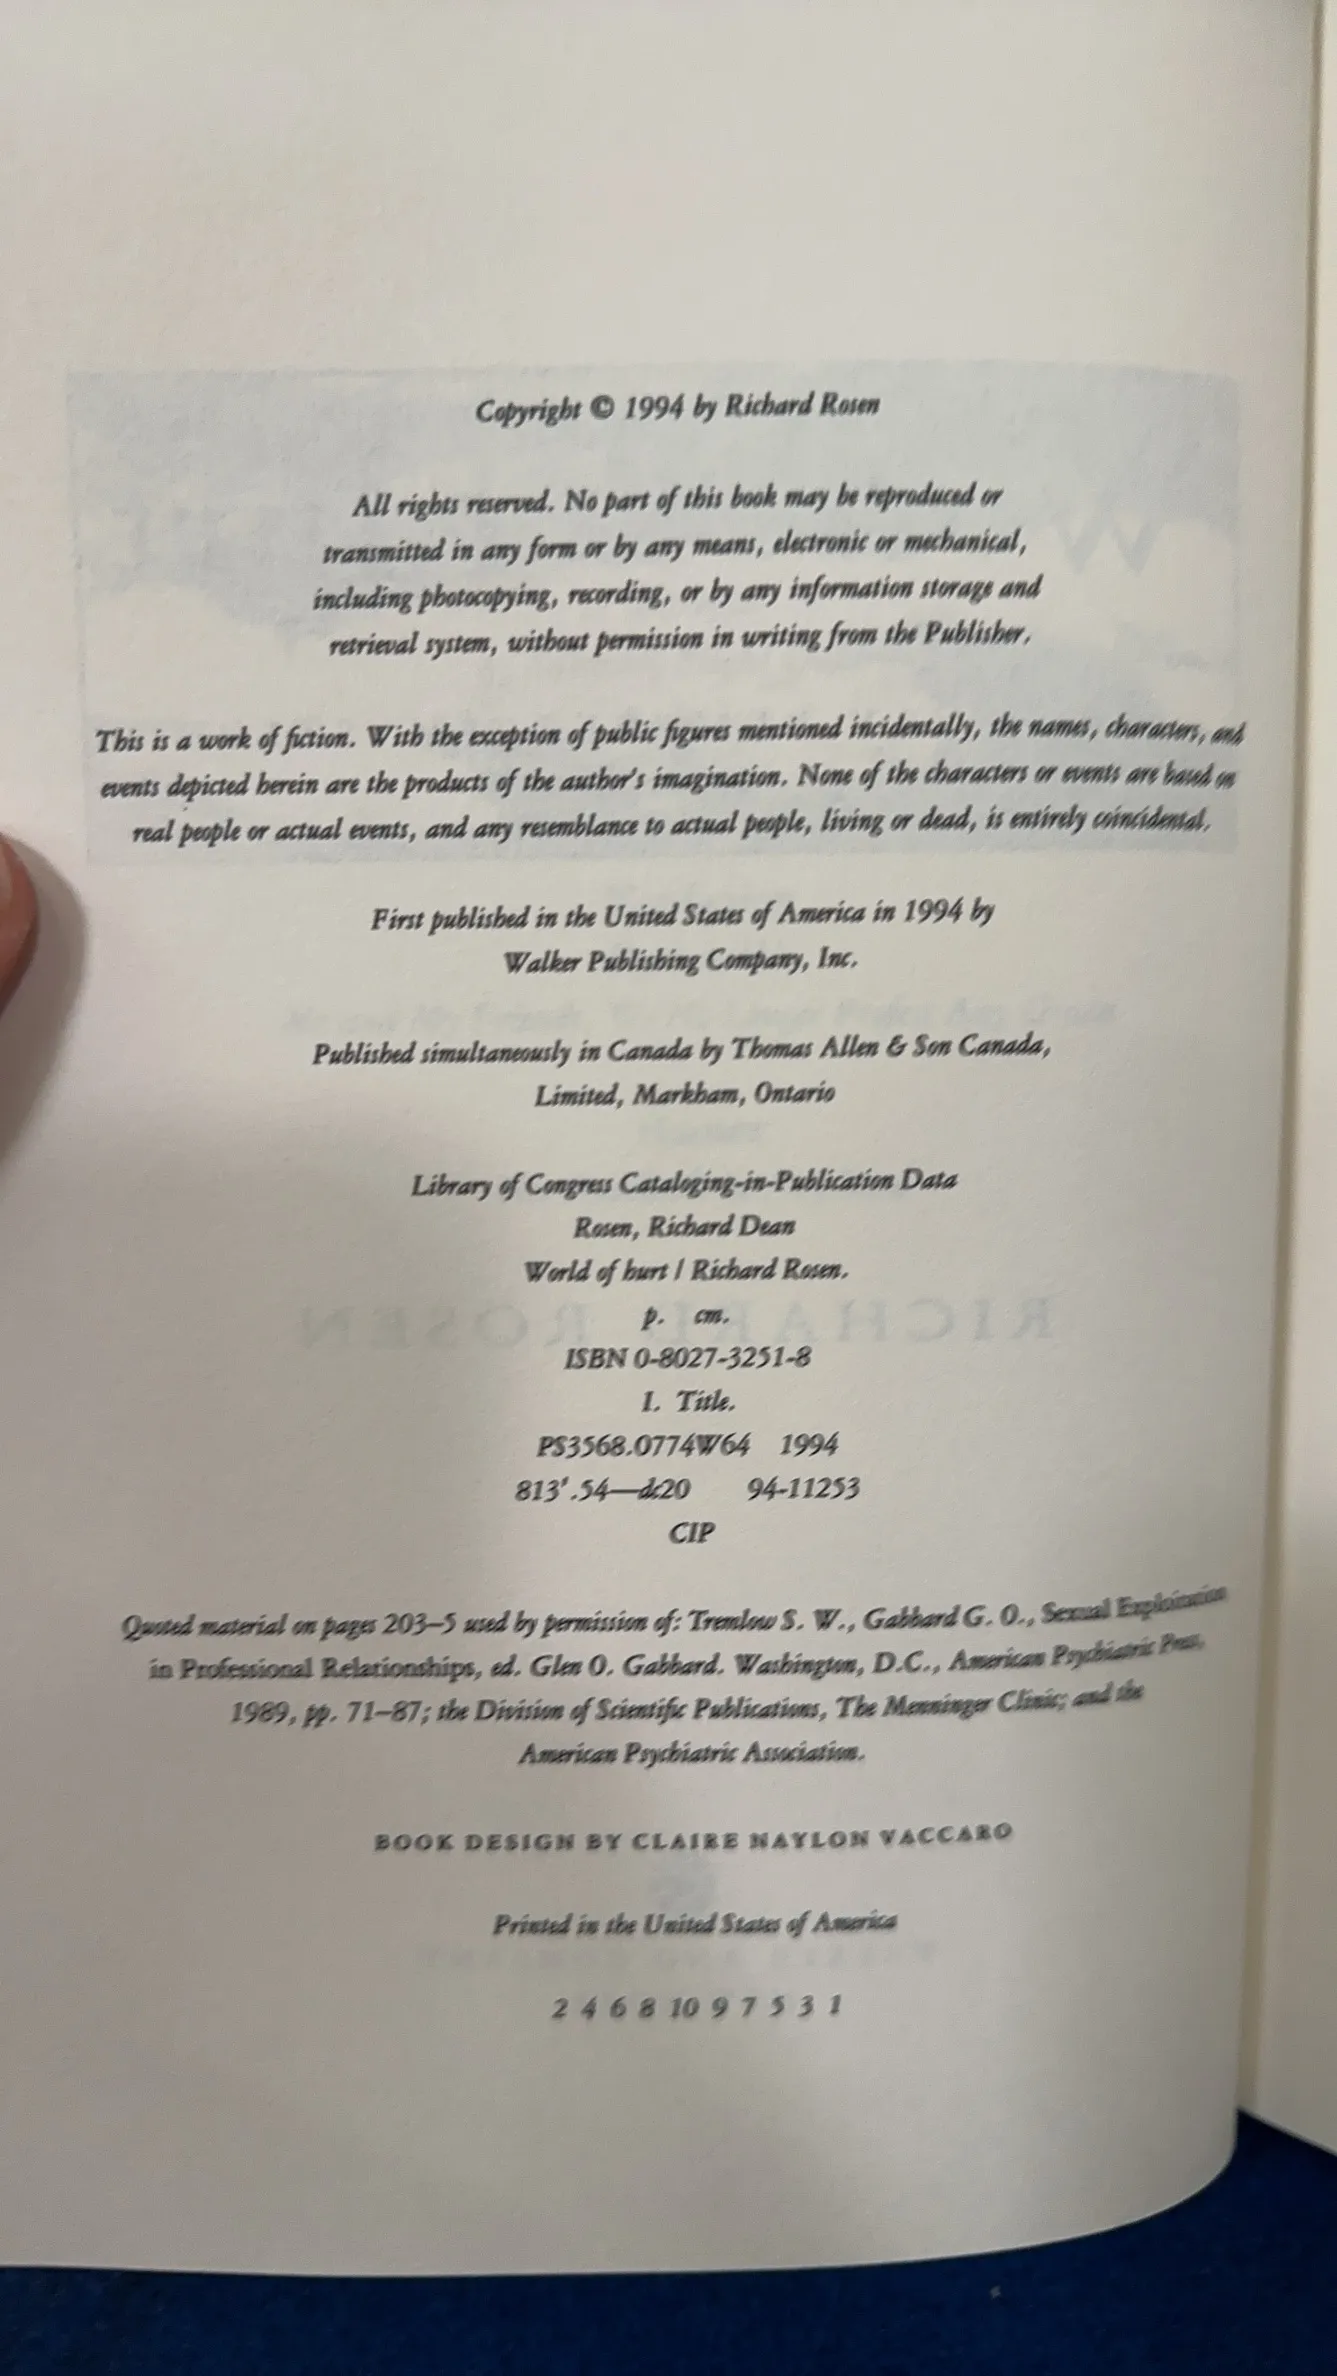 Copyright © 1994 by Richard Rosen
All rights reserved. No part of this book may be reproduced or
transmitted in any form or by any means, electronic or mechanical,
including photocopying, recording, or by any information storage and
retrieval system, without permission in writing from the Publisher.
This is a work of fiction. With the exception of public figures mentioned incidentally, the names, characters, and
events depicted herein are the products of the author's imagination. None of the characters or events are based on
real people or actual events, and any resemblance to actual people, living or dead, is entirely coincidental.
First published in the United States of America in 1994 by
Walker Publishing Company, Inc.
Published simultaneously in Canada by Thomas Allen & Son Canada,
Limited, Markham, Ontario
Library of Congress Cataloging-in-Publication Data
Rosen, Richard Dean
World of hurt / Richard Rosen.
p. cm.
ISBN 0-8027-3251-8
I. Title.
PS3568.O774W64 1994
813'.54—dc20 94-11253
CIP
Quoted material on pages 203–5 used by permission of: Tremlow S. W., Gabbard G. O., Sexual Exploitation
in Professional Relationships, ed. Glen O. Gabbard. Washington, D.C., American Psychiatric Press,
1989, pp. 71–87; the Division of Scientific Publications, The Menninger Clinic; and the
American Psychiatric Association.
BOOK DESIGN BY CLAIRE NAYLON VACCARO
Printed in the United States of America
2 4 6 8 10 9 7 5 3 1
RICHARD ROSEN